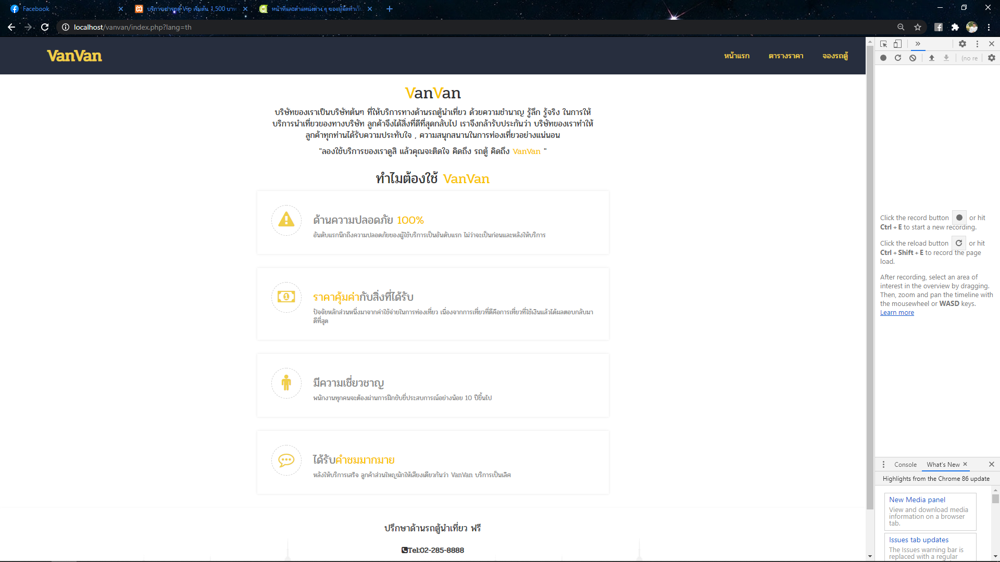 Facebook
บริการเช่ารถตู้ Vip เริ่มต้น 1,500 บาท
หน้าที่และตำแหน่งต่าง ๆ ของผู้จัดทำเว็บ
localhost/vanvan/index.php?lang=th
VanVan
หน้าแรก
ตารางราคา
จองรถตู้
VanVan
บริษัทของเราเป็นบริษัทต้นๆ ที่ให้บริการทางด้านรถตู้นำเที่ยว ด้วยความชำนาญ รู้ลึก รู้จริง ในการให้
บริการนำเที่ยวของทางบริษัท ลูกค้าจึงได้สิ่งที่ดีที่สุดกลับไป เราจึงกล้ารับประกันว่า บริษัทของเราทำให้
ลูกค้าทุกท่านได้รับความประทับใจ , ความสนุกสนานในการท่องเที่ยวอย่างแน่นอน
"ลองใช้บริการของเราดูสิ แล้วคุณจะติดใจ คิดถึง รถตู้ คิดถึง VanVan "
ทำไมต้องใช้ VanVan
ด้านความปลอดภัย 100%
อันดับแรกนึกถึงความปลอดภัยของผู้ใช้บริการเป็นอันดับแรก ไม่ว่าจะเป็นก่อนและหลังให้บริการ
ราคาคุ้มค่ากับสิ่งที่ได้รับ
ปัจจัยหลักส่วนหนึ่งมาจากค่าใช้จ่ายในการท่องเที่ยว เนื่องจากการเที่ยวที่ดีคือการเที่ยวที่ใช้เงินแล้วได้ผลตอบกลับมา
ดีที่สุด
มีความเชี่ยวชาญ
พนักงานทุกคนจะต้องผ่านการฝึกขับขี่ประสบการณ์อย่างน้อย 10 ปีขึ้นไป
ได้รับคำชมมากมาย
หลังให้บริการเสร็จ ลูกค้าส่วนใหญ่มักให้เสียงเดียวกันว่า VanVan บริการเป็นเลิศ
ปรึกษาด้านรถตู้นำเที่ยว ฟรี
Tel:02-285-8888
(no re
Click the record button or hit
Ctrl + E to start a new recording.
Click the reload button or hit
Ctrl + Shift + E to record the page
load.
After recording, select an area of
interest in the overview by dragging.
Then, zoom and pan the timeline with
the mousewheel or WASD keys.
Learn more
Console
What's New
Highlights from the Chrome 86 update
New Media panel
View and download media
information on a browser
tab.
Issues tab updates
The Issues warning bar is
replaced with a regular